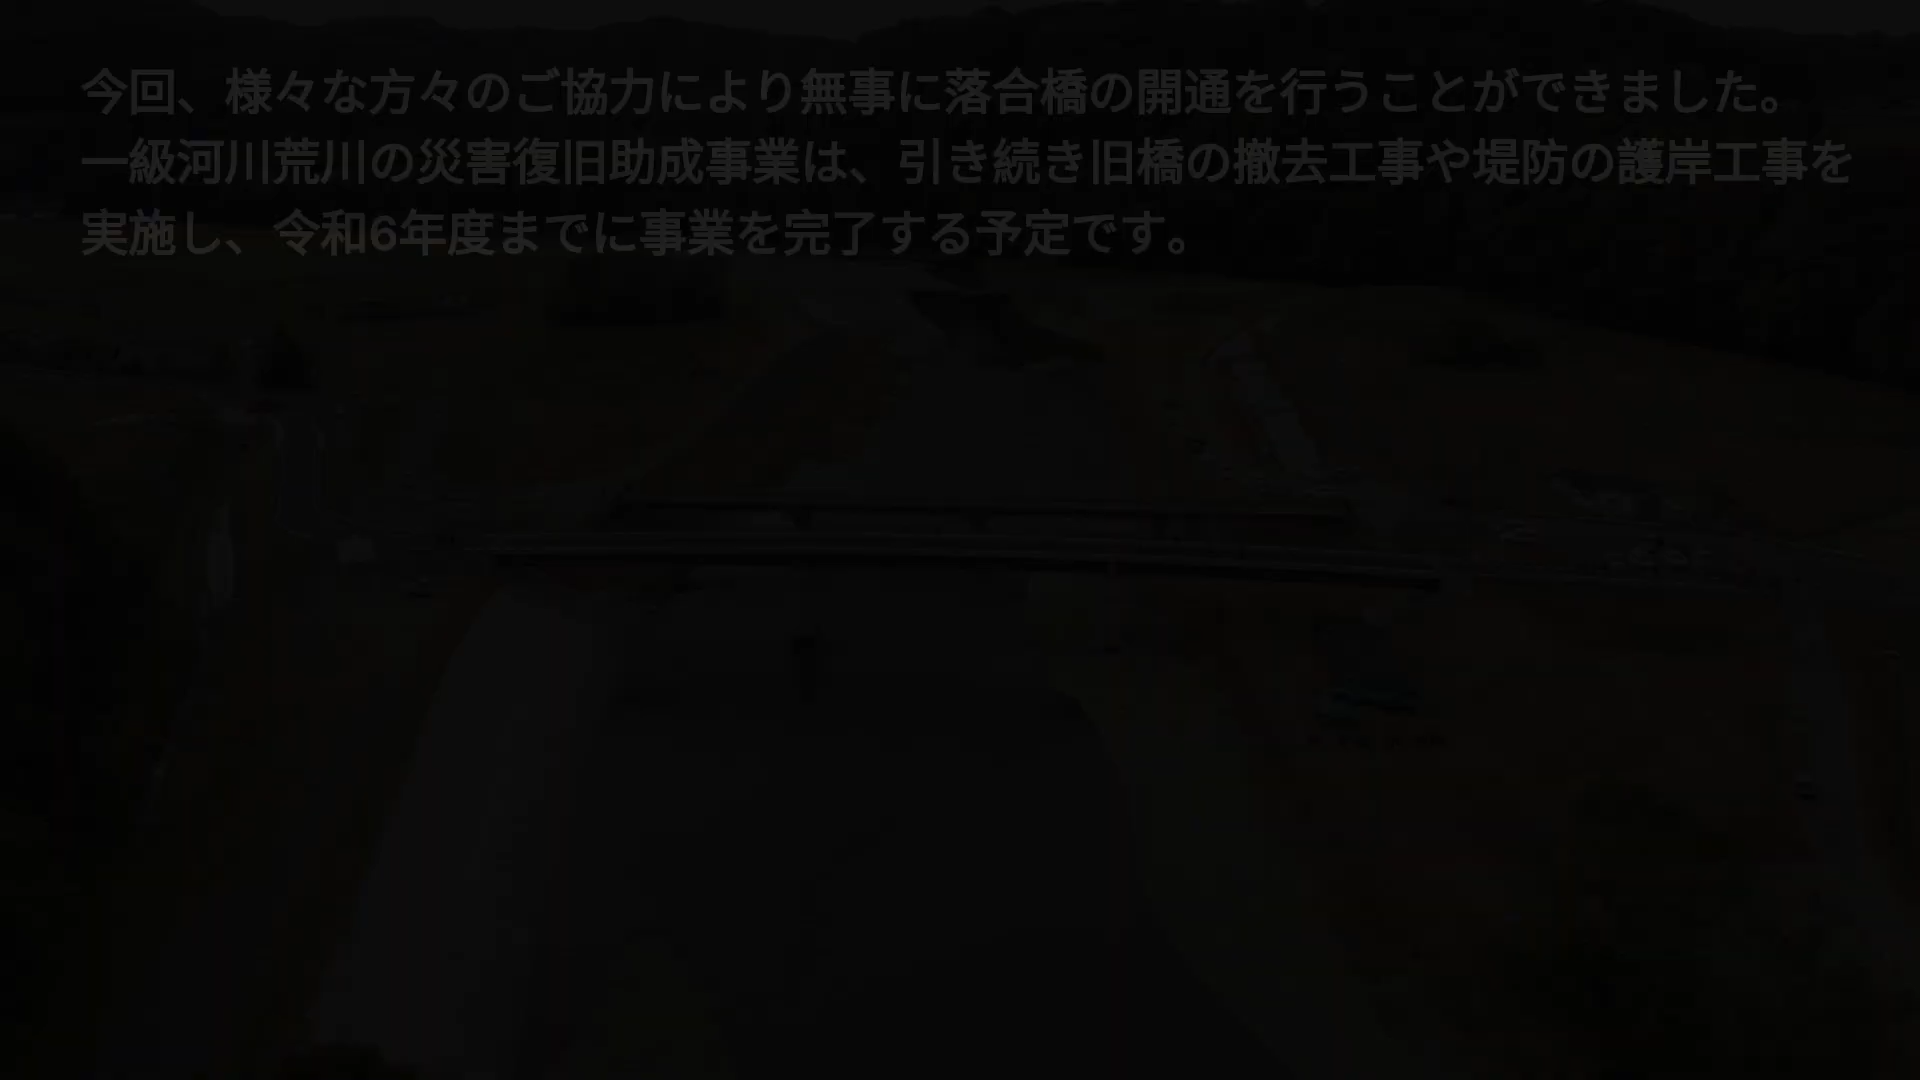 今回、様々な方々のご協力により無事に落合橋の開通を行うことができました。
一級河川荒川の災害復旧助成事業は、引き続き旧橋の撤去工事や堤防の護岸工事を
実施し、令和6年度までに事業を完了する予定です。